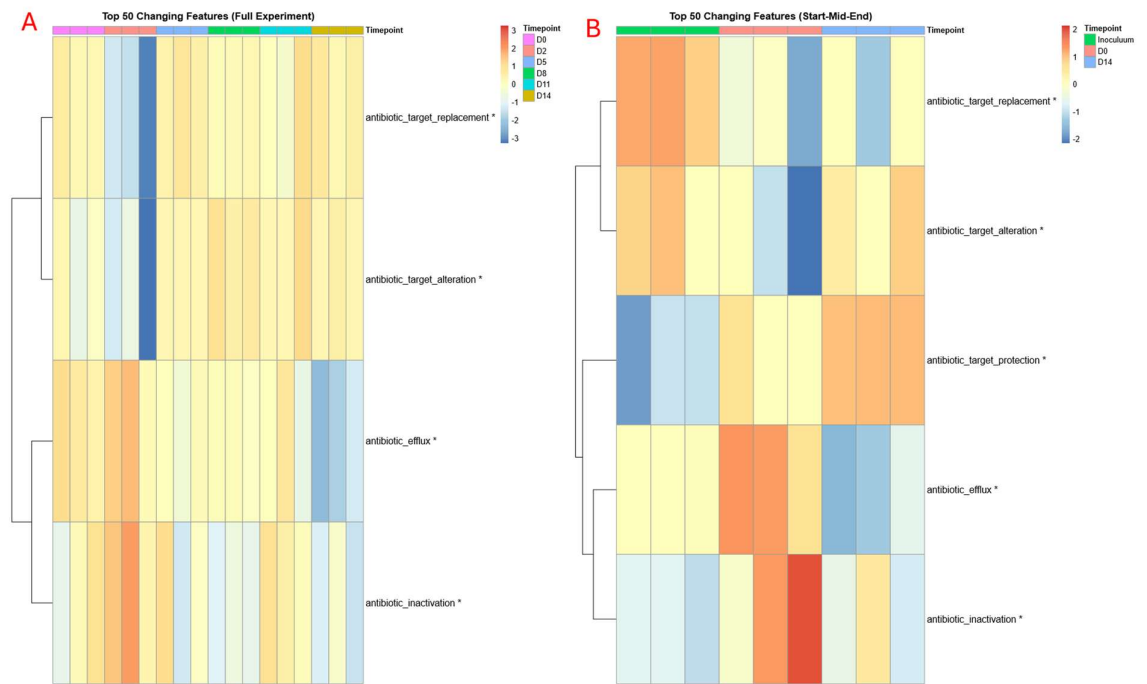 A
Top 50 Changing Features (Full Experiment)
Timepoint
3
2
1
0
-1
-2
-3
Timepoint
D0
D2
D5
D8
D11
D14
antibiotic_target_replacement *
antibiotic_target_alteration *
antibiotic_efflux *
antibiotic_inactivation *
B
Top 50 Changing Features (Start-Mid-End)
Timepoint
2
1
0
-1
-2
Timepoint
Inoculuum
D0
D14
antibiotic_target_replacement *
antibiotic_target_alteration *
antibiotic_target_protection *
antibiotic_efflux *
antibiotic_inactivation *